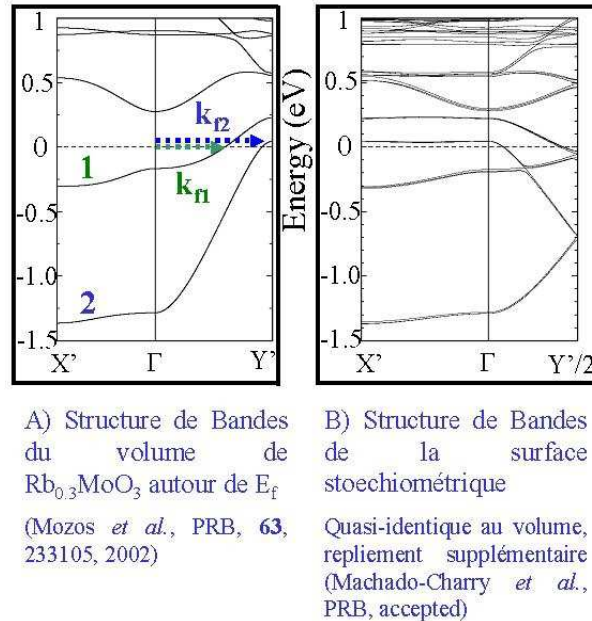 1
0.5
0
-0.5
-1.0
-1.5
k_f2
k_f1
1
2
X' Γ Y'
Energy (eV)
1
0.5
0
-0.5
-1.0
-1.5
X' Γ Y'/2
A) Structure de Bandes
du volume de
Rb0.3MoO3 autour de Ef
(Mozos et al., PRB, 63,
233105, 2002)
B) Structure de Bandes
de la surface
stoechiométrique
Quasi-identique au volume,
repliement supplémentaire
(Machado-Charry et al.,
PRB, accepted)